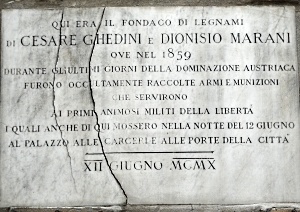 QUI ERA IL FONDACO DI LEGNAMI
DI CESARE GHEDINI E DIONISIO MARANI
OVE NEL 1859
DURANTE GLI ULTIMI GIORNI DELLA DOMINAZIONE AUSTRIACA
FURONO OCCULTAMENTE RACCOLTE ARMI E MUNIZIONI
CHE SERVIRONO
AI PRIMI ANIMOSI MILITI DELLA LIBERTÀ
I QUALI ANCHE DI QUI MOSSERO NELLA NOTTE DEL 12 GIUGNO
AL PALAZZO ALLE CARCERI E ALLE PORTE DELLA CITTÀ
XII GIUGNO MCMX